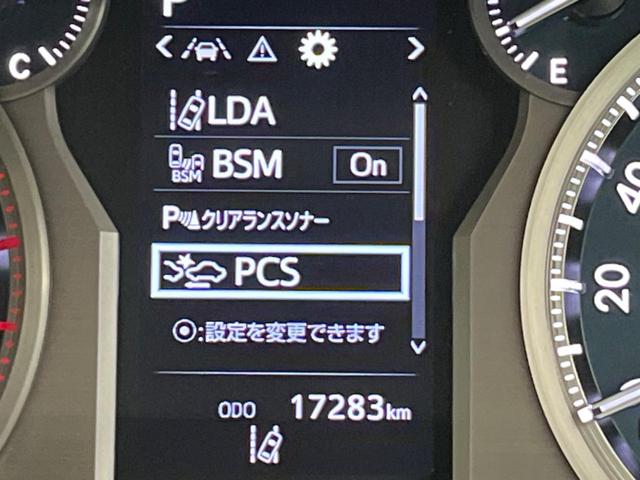 P
C
E
LDA
BSM BSM On
P クリアランスソナー
PCS
:設定を変更できます
ODO 17283km
40
20